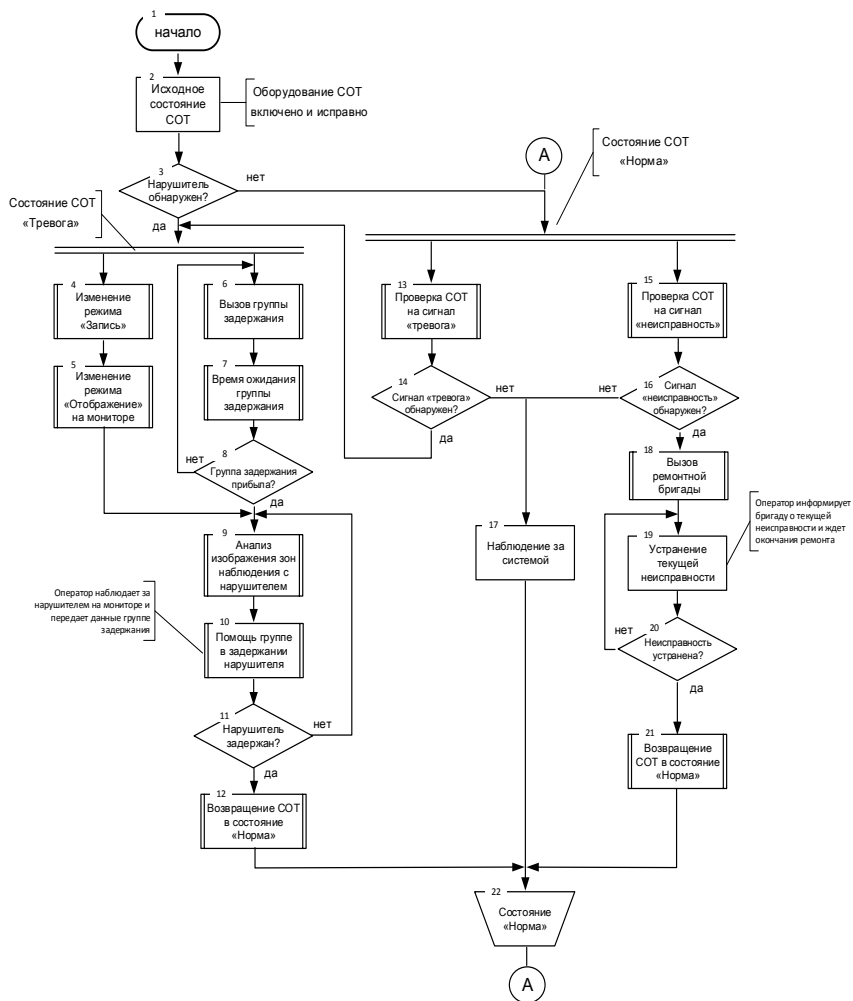 1
начало
2
Исходное
состояние
СОТ
Оборудование СОТ
включено и исправно
А
Состояние СОТ
«Норма»
3
Нарушитель
обнаружен?
нет
да
Состояние СОТ
«Тревога»
4
Изменение
режима
«Запись»
6
Вызов группы
задержания
13
Проверка СОТ
на сигнал
«тревога»
15
Проверка СОТ
на сигнал
«неисправность»
5
Изменение
режима
«Отображение»
на мониторе
7
Время ожидания
группы
задержания
14
Сигнал «тревога»
обнаружен?
нет
да
нет
16
Сигнал
«неисправность»
обнаружен?
да
8
Группа задержания
прибыла?
нет
да
18
Вызов
ремонтной
бригады
Оператор информирует
бригаду о текущей
неисправности и ждет
окончания ремонта
9
Анализ
изображения зон
наблюдения с
нарушителем
17
Наблюдение за
системой
19
Устранение
текущей
неисправности
Оператор наблюдает за
нарушителем на мониторе и
передает данные группе
задержания
10
Помощь группе
в задержании
нарушителя
20
Неисправность
устранена?
нет
да
11
Нарушитель
задержан?
нет
да
21
Возвращение
СОТ в состояние
«Норма»
12
Возвращение СОТ
в состояние
«Норма»
22
Состояние
«Норма»
А